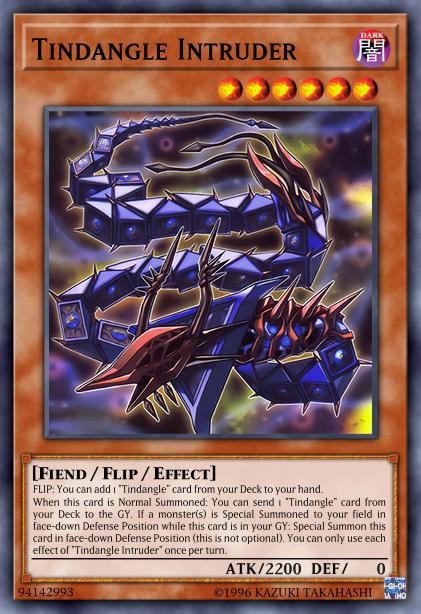 TINDANGLE INTRUDER
DARK
闇
[FIEND / FLIP / EFFECT]
FLIP: You can add 1 "Tindangle" card from your Deck to your hand.
When this card is Normal Summoned: You can send 1 "Tindangle" card from
your Deck to the GY. If a monster(s) is Special Summoned to your field in
face-down Defense Position while this card is in your GY: Special Summon this
card in face-down Defense Position (this is not optional). You can only use each
effect of "Tindangle Intruder" once per turn.
ATK/2200 DEF/ 0
94142993
©1996 KAZUKI TAKAHASHI